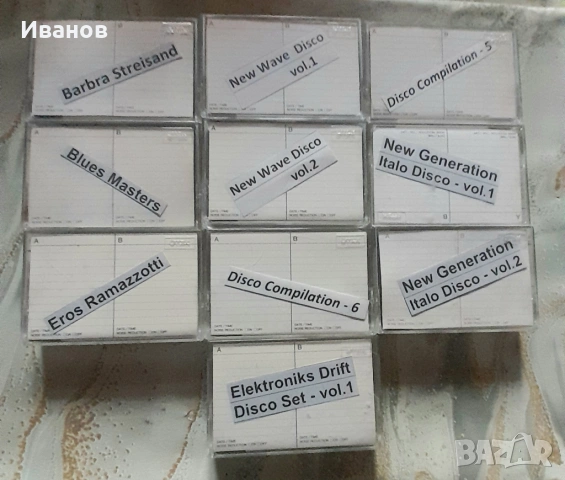 Иванов
Barbra Streisand
New Wave Disco
vol.1
Disco Compilation - 5
Blues Masters
New Wave Disco
vol.2
New Generation
Italo Disco - vol.1
Eros Ramazzotti
Disco Compilation - 6
New Generation
Italo Disco - vol.2
Elektroniks Drift
Disco Set - vol.1
BAZAR